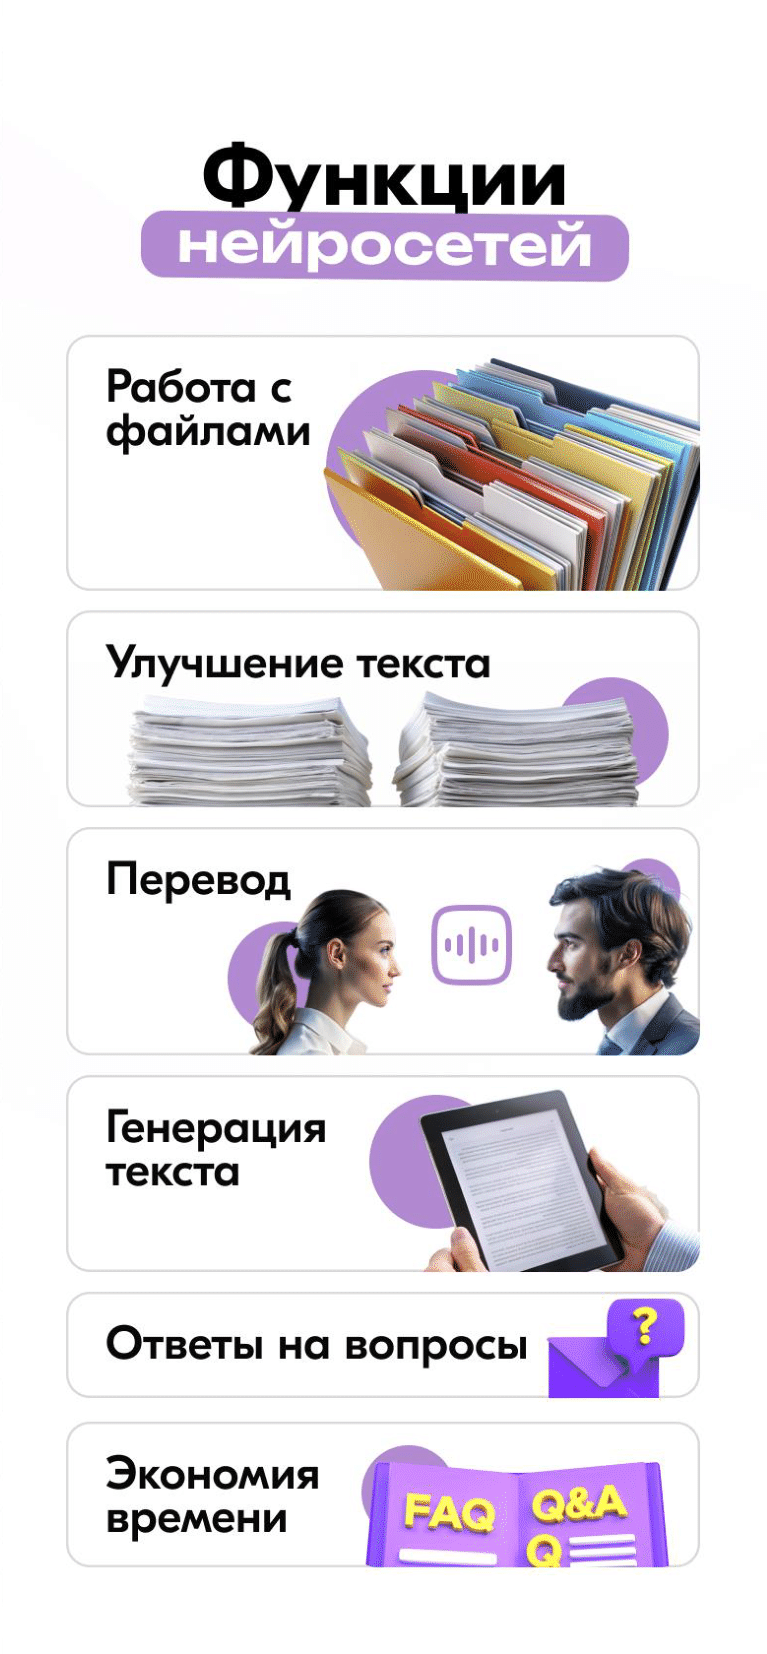 Функции
нейросетей
Работа с
файлами
Улучшение текста
Перевод
Генерация
текста
Ответы на вопросы
?
Экономия
времени
FAQ
Q&A
Q